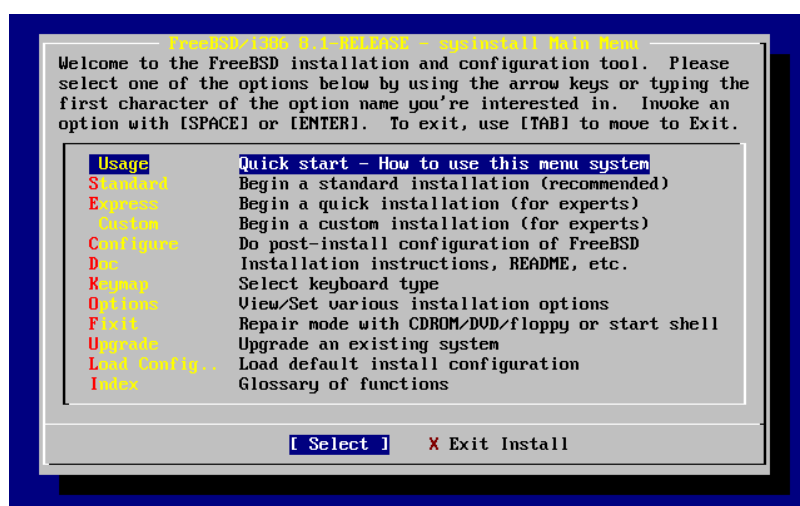 FreeBSD/i386 8.1-RELEASE - sysinstall Main Menu
Welcome to the FreeBSD installation and configuration tool.  Please
select one of the options below by using the arrow keys or typing the
first character of the option name you're interested in.  Invoke an
option with [SPACE] or [ENTER].  To exit, use [TAB] to move to Exit.
Usage Quick start - How to use this menu system
Standard Begin a standard installation (recommended)
Express Begin a quick installation (for experts)
Custom Begin a custom installation (for experts)
Configure Do post-install configuration of FreeBSD
Doc Installation instructions, README, etc.
Keymap Select keyboard type
Options View/Set various installation options
Fixit Repair mode with CDROM/DVD/floppy or start shell
Upgrade Upgrade an existing system
Load Config.. Load default install configuration
Index Glossary of functions
[ Select ] X Exit Install